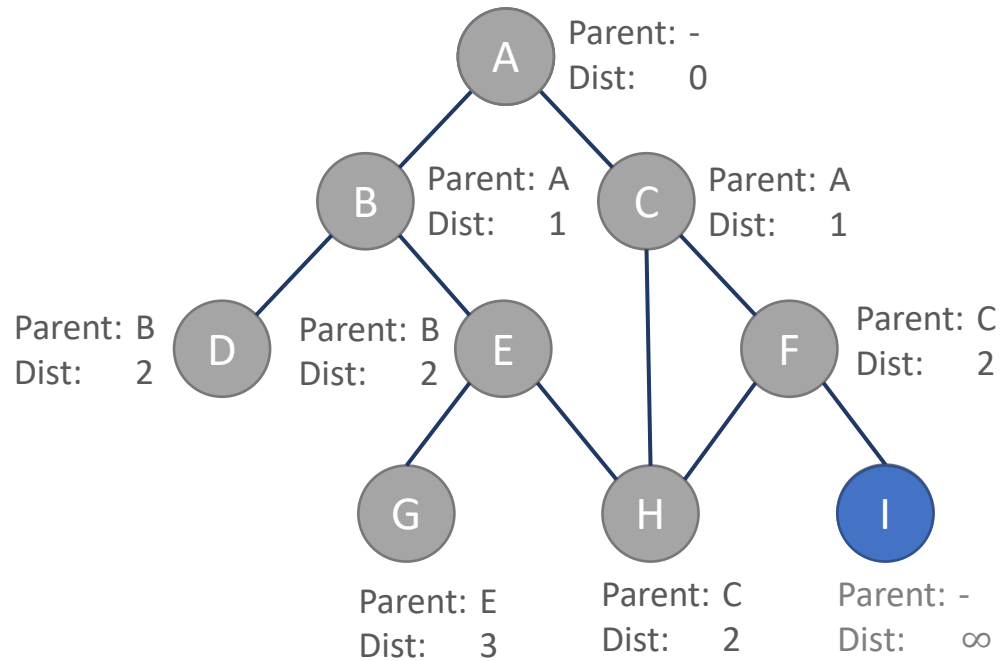 A
Parent: -
Dist: 0
B
Parent: A
Dist: 1
C
Parent: A
Dist: 1
Parent: B
Dist: 2
D
Parent: B
Dist: 2
E
F
Parent: C
Dist: 2
G
H
I
Parent: E
Dist: 3
Parent: C
Dist: 2
Parent: -
Dist: ∞